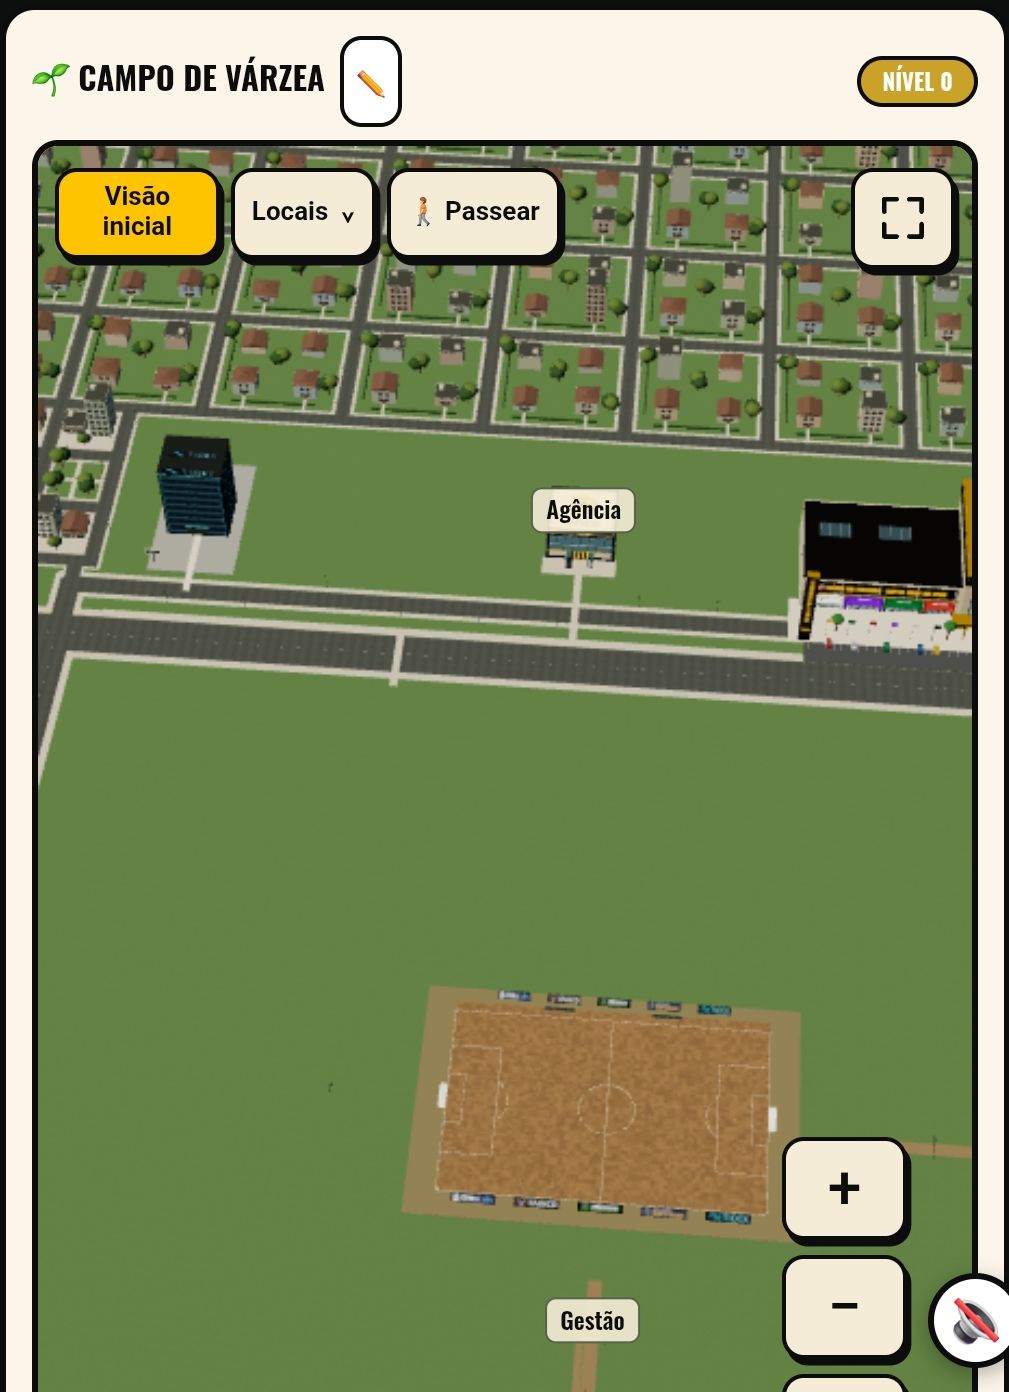 CAMPO DE VÁRZEA
NÍVEL 0
Visão
inicial
Locais
Passear
Agência
+
−
Gestão